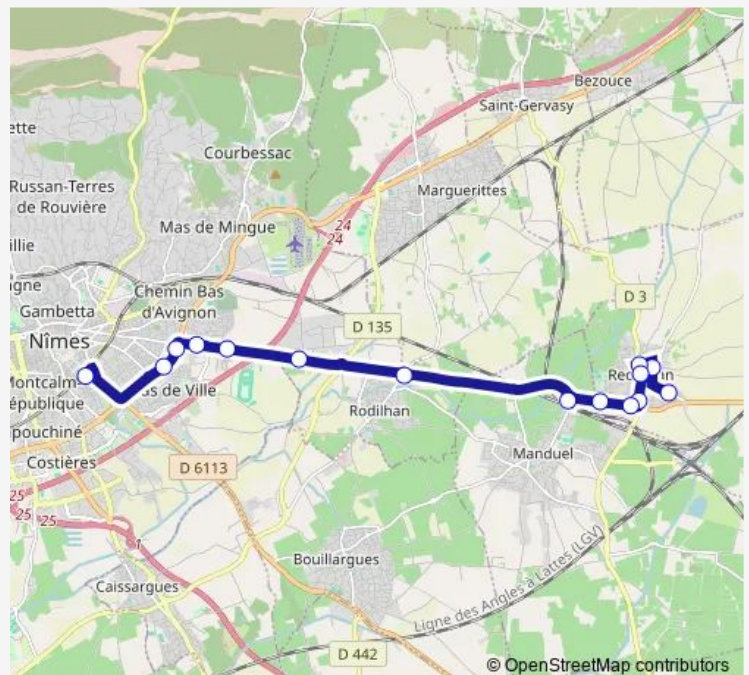 Bezouce
Saint-Gervasy
ette
Courbessac
Marguerittes
Russan-Terres
de Rouvière
Mas de Mingue
24
24
illie
igne
Chemin Bas
d'Avignon
D 3
Gambetta
D 135
Nîmes
Montcalm-
République
as de Ville
Rodilhan
pouchiné
Manduel
Costières
D 6113
25
25
25
1
Bouillargues
Caissargues
Ligne des Angles à Lattes (LGV)
D 442
© OpenStreetMap contributors